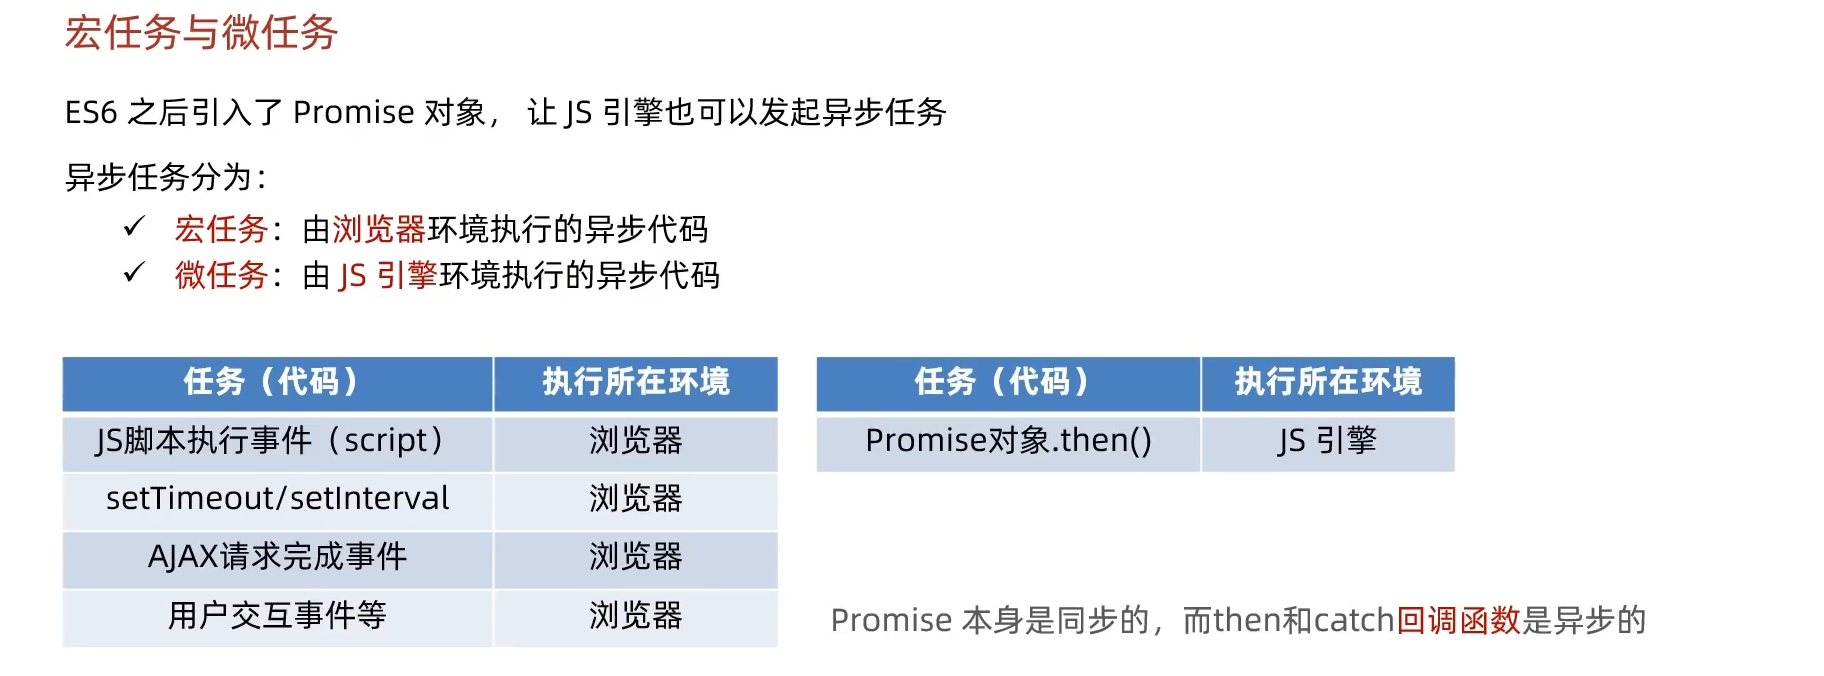 宏任务与微任务
ES6 之后引入了 Promise 对象， 让 JS 引擎也可以发起异步任务
异步任务分为：
✓ 宏任务：由浏览器环境执行的异步代码
✓ 微任务：由 JS 引擎环境执行的异步代码
任务（代码） 执行所在环境
JS脚本执行事件（script） 浏览器
setTimeout/setInterval 浏览器
AJAX请求完成事件 浏览器
用户交互事件等 浏览器
任务（代码） 执行所在环境
Promise对象.then() JS 引擎
Promise 本身是同步的，而then和catch回调函数是异步的